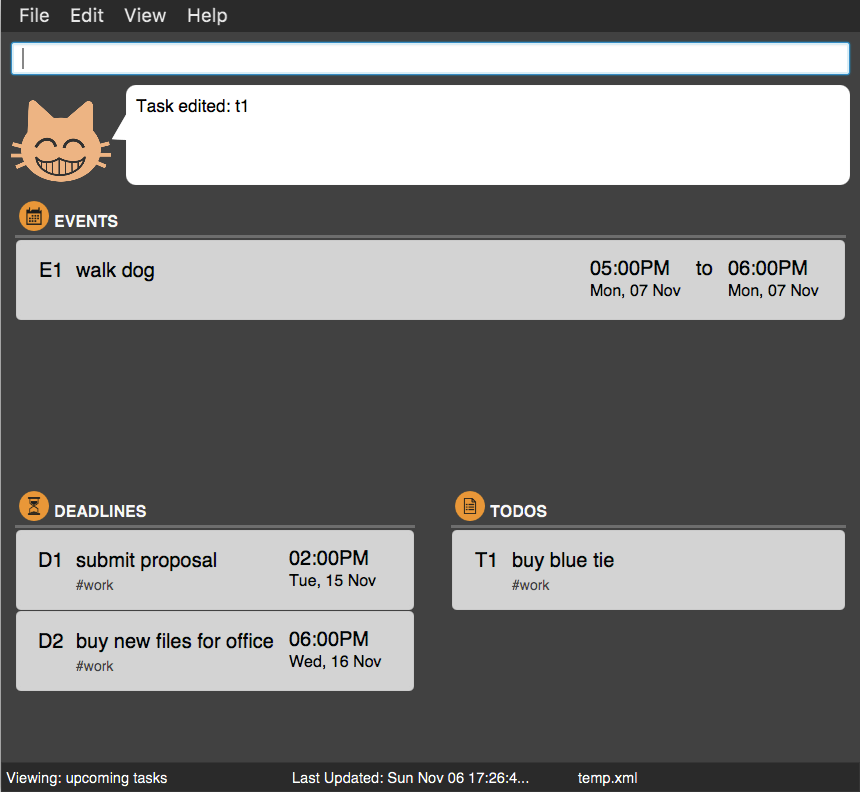 File Edit View Help
Task edited: t1
EVENTS
E1 walk dog 05:00PM to 06:00PM
Mon, 07 Nov Mon, 07 Nov
DEADLINES
D1 submit proposal 02:00PM
#work Tue, 15 Nov
D2 buy new files for office 06:00PM
#work Wed, 16 Nov
TODOS
T1 buy blue tie
#work
Viewing: upcoming tasks Last Updated: Sun Nov 06 17:26:4... temp.xml